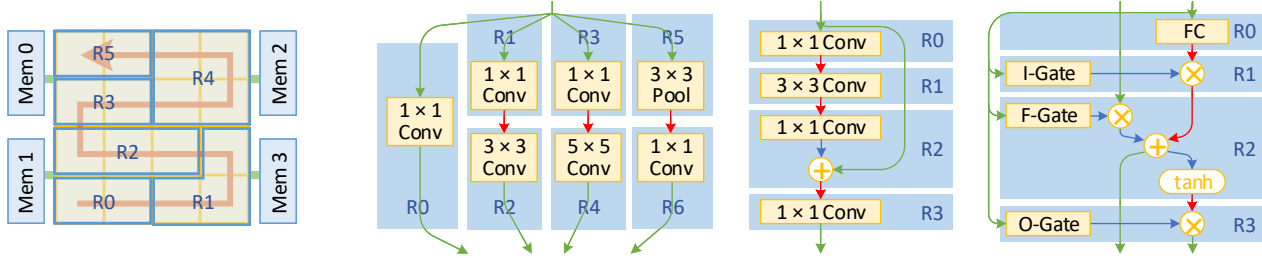 Mem 0
Mem 1
R5
R4
R3
R2
R0
R1
Mem 2
Mem 3
1 × 1
Conv
R0
R1
1 × 1
Conv
3 × 3
Conv
R2
R3
1 × 1
Conv
5 × 5
Conv
R4
R5
3 × 3
Pool
1 × 1
Conv
R6
1 × 1 Conv
R0
3 × 3 Conv
R1
1 × 1 Conv
+
R2
1 × 1 Conv
R3
FC
R0
I-Gate
×
R1
F-Gate
×
+
R2
tanh
O-Gate
×
R3